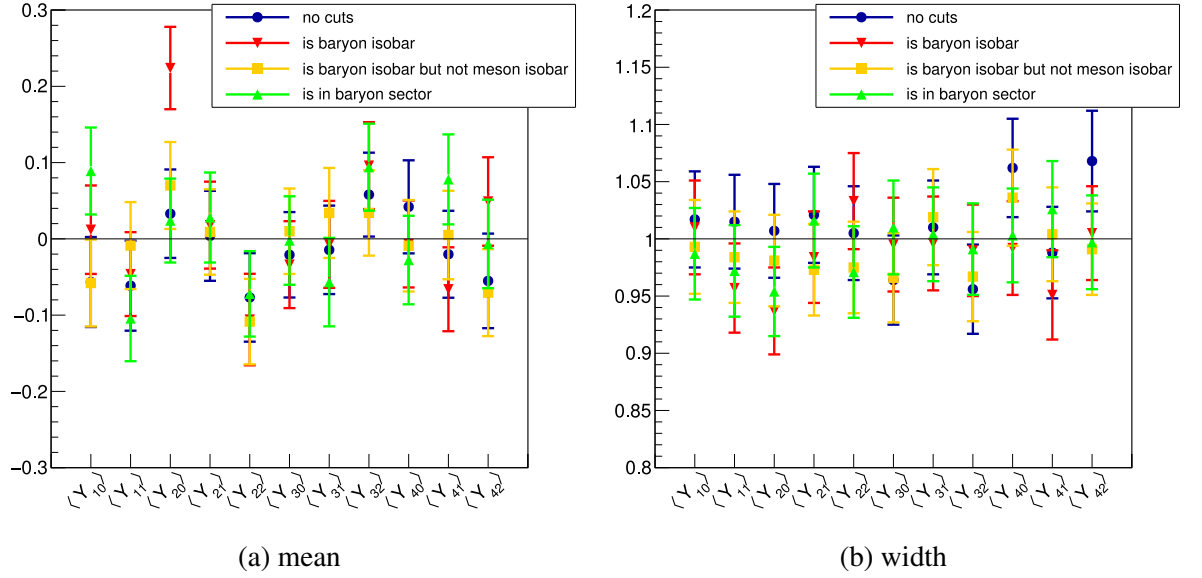 0.3
0.2
0.1
0
−0.1
−0.2
−0.3
no cuts
is baryon isobar
is baryon isobar but not meson isobar
is in baryon sector
⟨Y10⟩ ⟨Y11⟩ ⟨Y20⟩ ⟨Y21⟩ ⟨Y22⟩ ⟨Y30⟩ ⟨Y31⟩ ⟨Y32⟩ ⟨Y40⟩ ⟨Y41⟩ ⟨Y42⟩
(a) mean
1.2
1.15
1.1
1.05
1
0.95
0.9
0.85
0.8
no cuts
is baryon isobar
is baryon isobar but not meson isobar
is in baryon sector
⟨Y10⟩ ⟨Y11⟩ ⟨Y20⟩ ⟨Y21⟩ ⟨Y22⟩ ⟨Y30⟩ ⟨Y31⟩ ⟨Y32⟩ ⟨Y40⟩ ⟨Y41⟩ ⟨Y42⟩
(b) width